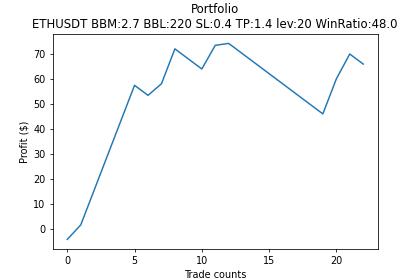 Portfolio
ETHUSDT BBM:2.7 BBL:220 SL:0.4 TP:1.4 lev:20 WinRatio:48.0
70
60
50
40
30
20
10
0
Profit ($)
0 5 10 15 20
Trade counts